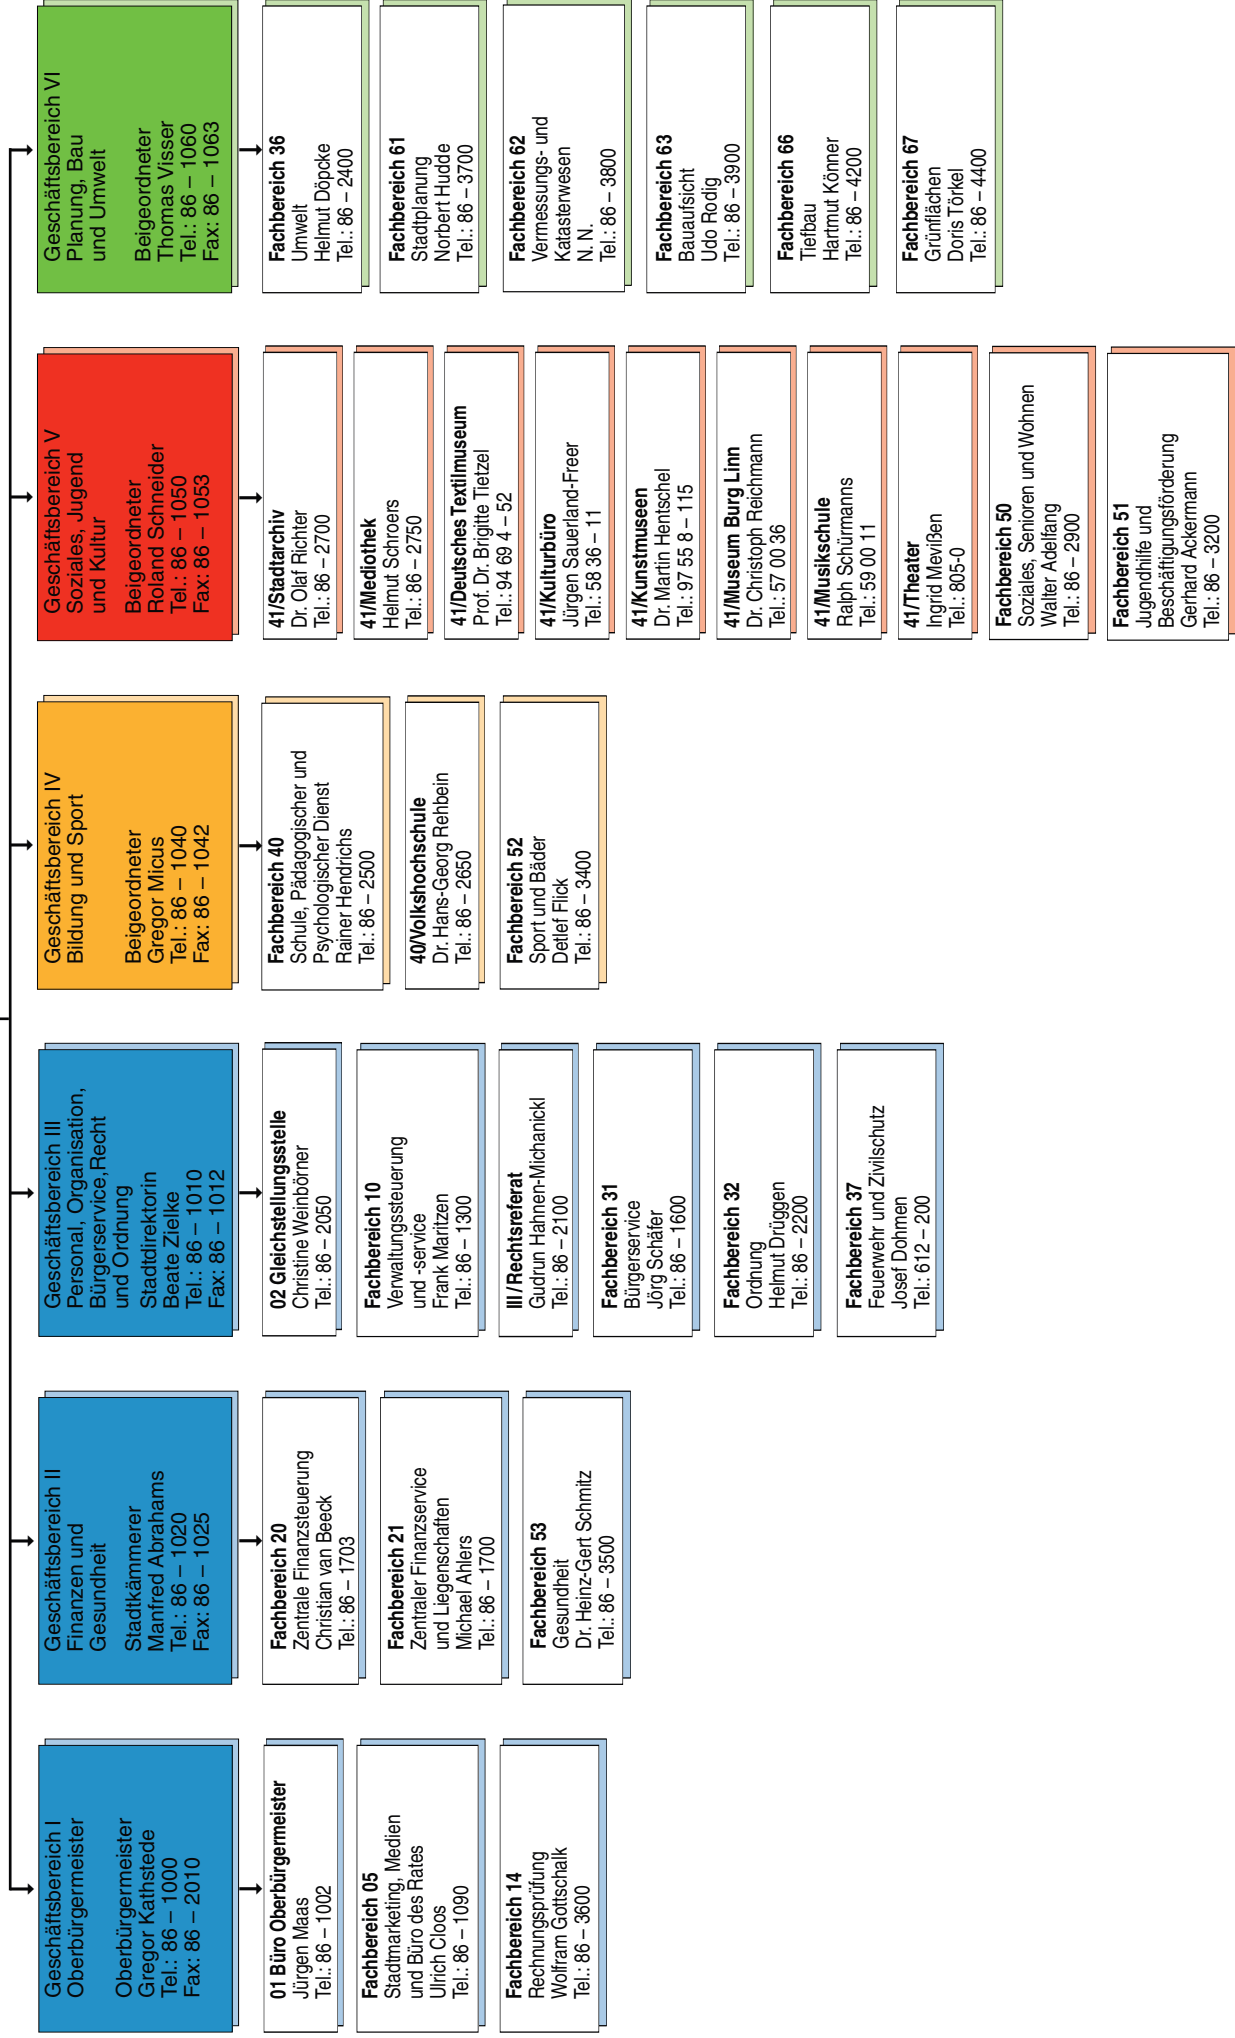 Geschäftsbereich I
Oberbürgermeister
Oberbürgermeister
Gregor Kathstede
Tel.: 86 – 1000
Fax: 86 – 2010
01 Büro Oberbürgermeister
Jürgen Maas
Tel.: 86 – 1002
Fachbereich 05
Stadtmarketing, Medien
und Büro des Rates
Ulrich Cloos
Tel.: 86 – 1090
Fachbereich 14
Rechnungsprüfung
Wolfram Gottschalk
Tel.: 86 – 3600
Geschäftsbereich II
Finanzen und
Gesundheit
Stadtkämmerer
Manfred Abrahams
Tel.: 86 – 1020
Fax: 86 – 1025
Fachbereich 20
Zentrale Finanzsteuerung
Christian van Beeck
Tel.: 86 – 1703
Fachbereich 21
Zentraler Finanzservice
und Liegenschaften
Michael Ahlers
Tel.: 86 – 1700
Fachbereich 53
Gesundheit
Dr. Heinz-Gert Schmitz
Tel.: 86 – 3500
Geschäftsbereich III
Personal, Organisation,
Bürgerservice,Recht
und Ordnung
Stadtdirektorin
Beate Zielke
Tel.: 86 – 1010
Fax: 86 – 1012
02 Gleichstellungsstelle
Christine Weinbörner
Tel.: 86 – 2050
Fachbereich 10
Verwaltungssteuerung
und -service
Frank Maritzen
Tel.: 86 – 1300
III/Rechtsreferat
Gudrun Hahnen-Michanickl
Tel.: 86 – 2100
Fachbereich 31
Bürgerservice
Jörg Schäfer
Tel.: 86 – 1600
Fachbereich 32
Ordnung
Helmut Drüggen
Tel.: 86 – 2200
Fachbereich 37
Feuerwehr und Zivilschutz
Josef Dohmen
Tel.: 612 – 200
Geschäftsbereich IV
Bildung und Sport
Beigeordneter
Gregor Micus
Tel.: 86 – 1040
Fax: 86 – 1042
Fachbereich 40
Schule, Pädagogischer und
Psychologischer Dienst
Rainer Hendrichs
Tel.: 86 – 2500
40/Volkshochschule
Dr. Hans-Georg Rehbein
Tel.: 86 – 2650
Fachbereich 52
Sport und Bäder
Detlef Flick
Tel.: 86 – 3400
Geschäftsbereich V
Soziales, Jugend
und Kultur
Beigeordneter
Roland Schneider
Tel.: 86 – 1050
Fax: 86 – 1053
41/Stadtarchiv
Dr. Olaf Richter
Tel.: 86 – 2700
41/Mediothek
Helmut Schroers
Tel.: 86 – 2750
41/Deutsches Textilmuseum
Prof. Dr. Brigitte Tietzel
Tel.: 94 69 4 – 52
41/Kulturbüro
Jürgen Sauerland-Freer
Tel.: 58 36 – 11
41/Kunstmuseen
Dr. Martin Hentschel
Tel.: 97 55 8 – 115
41/Museum Burg Linn
Dr. Christoph Reichmann
Tel.: 57 00 36
41/Musikschule
Ralph Schürmanns
Tel.: 59 00 11
41/Theater
Ingrid Mevißen
Tel.: 805-0
Fachbereich 50
Soziales, Senioren und Wohnen
Walter Adelfang
Tel.: 86 – 2900
Fachbereich 51
Jugendhilfe und
Beschäftigungsförderung
Gerhard Ackermann
Tel.: 86 – 3200
Geschäftsbereich VI
Planung, Bau
und Umwelt
Beigeordneter
Thomas Visser
Tel.: 86 – 1060
Fax: 86 – 1063
Fachbereich 36
Umwelt
Helmut Döpcke
Tel.: 86 – 2400
Fachbereich 61
Stadtplanung
Norbert Hudde
Tel.: 86 – 3700
Fachbereich 62
Vermessungs- und
Katasterwesen
N. N.
Tel.: 86 – 3800
Fachbereich 63
Bauaufsicht
Udo Rodig
Tel.: 86 – 3900
Fachbereich 66
Tiefbau
Hartmut Könner
Tel.: 86 – 4200
Fachbereich 67
Grünflächen
Doris Törkel
Tel.: 86 – 4400